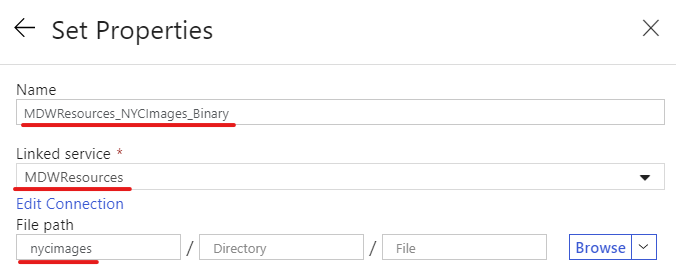 Set Properties
Name
MDWResources_NYCImages_Binary
Linked service *
MDWResources
Edit Connection
File path
nycimages / Directory / File Browse